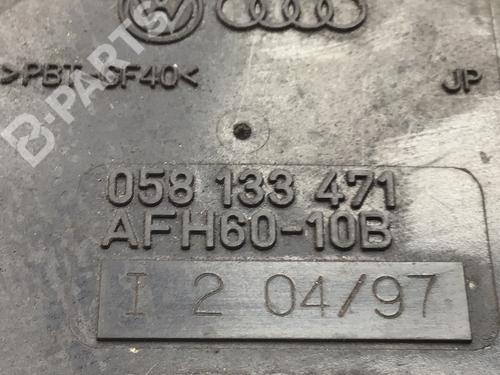 >PBT-GF40<
JP
B-PARTS
058 133 471
AFH60-10B
I 2 04/97